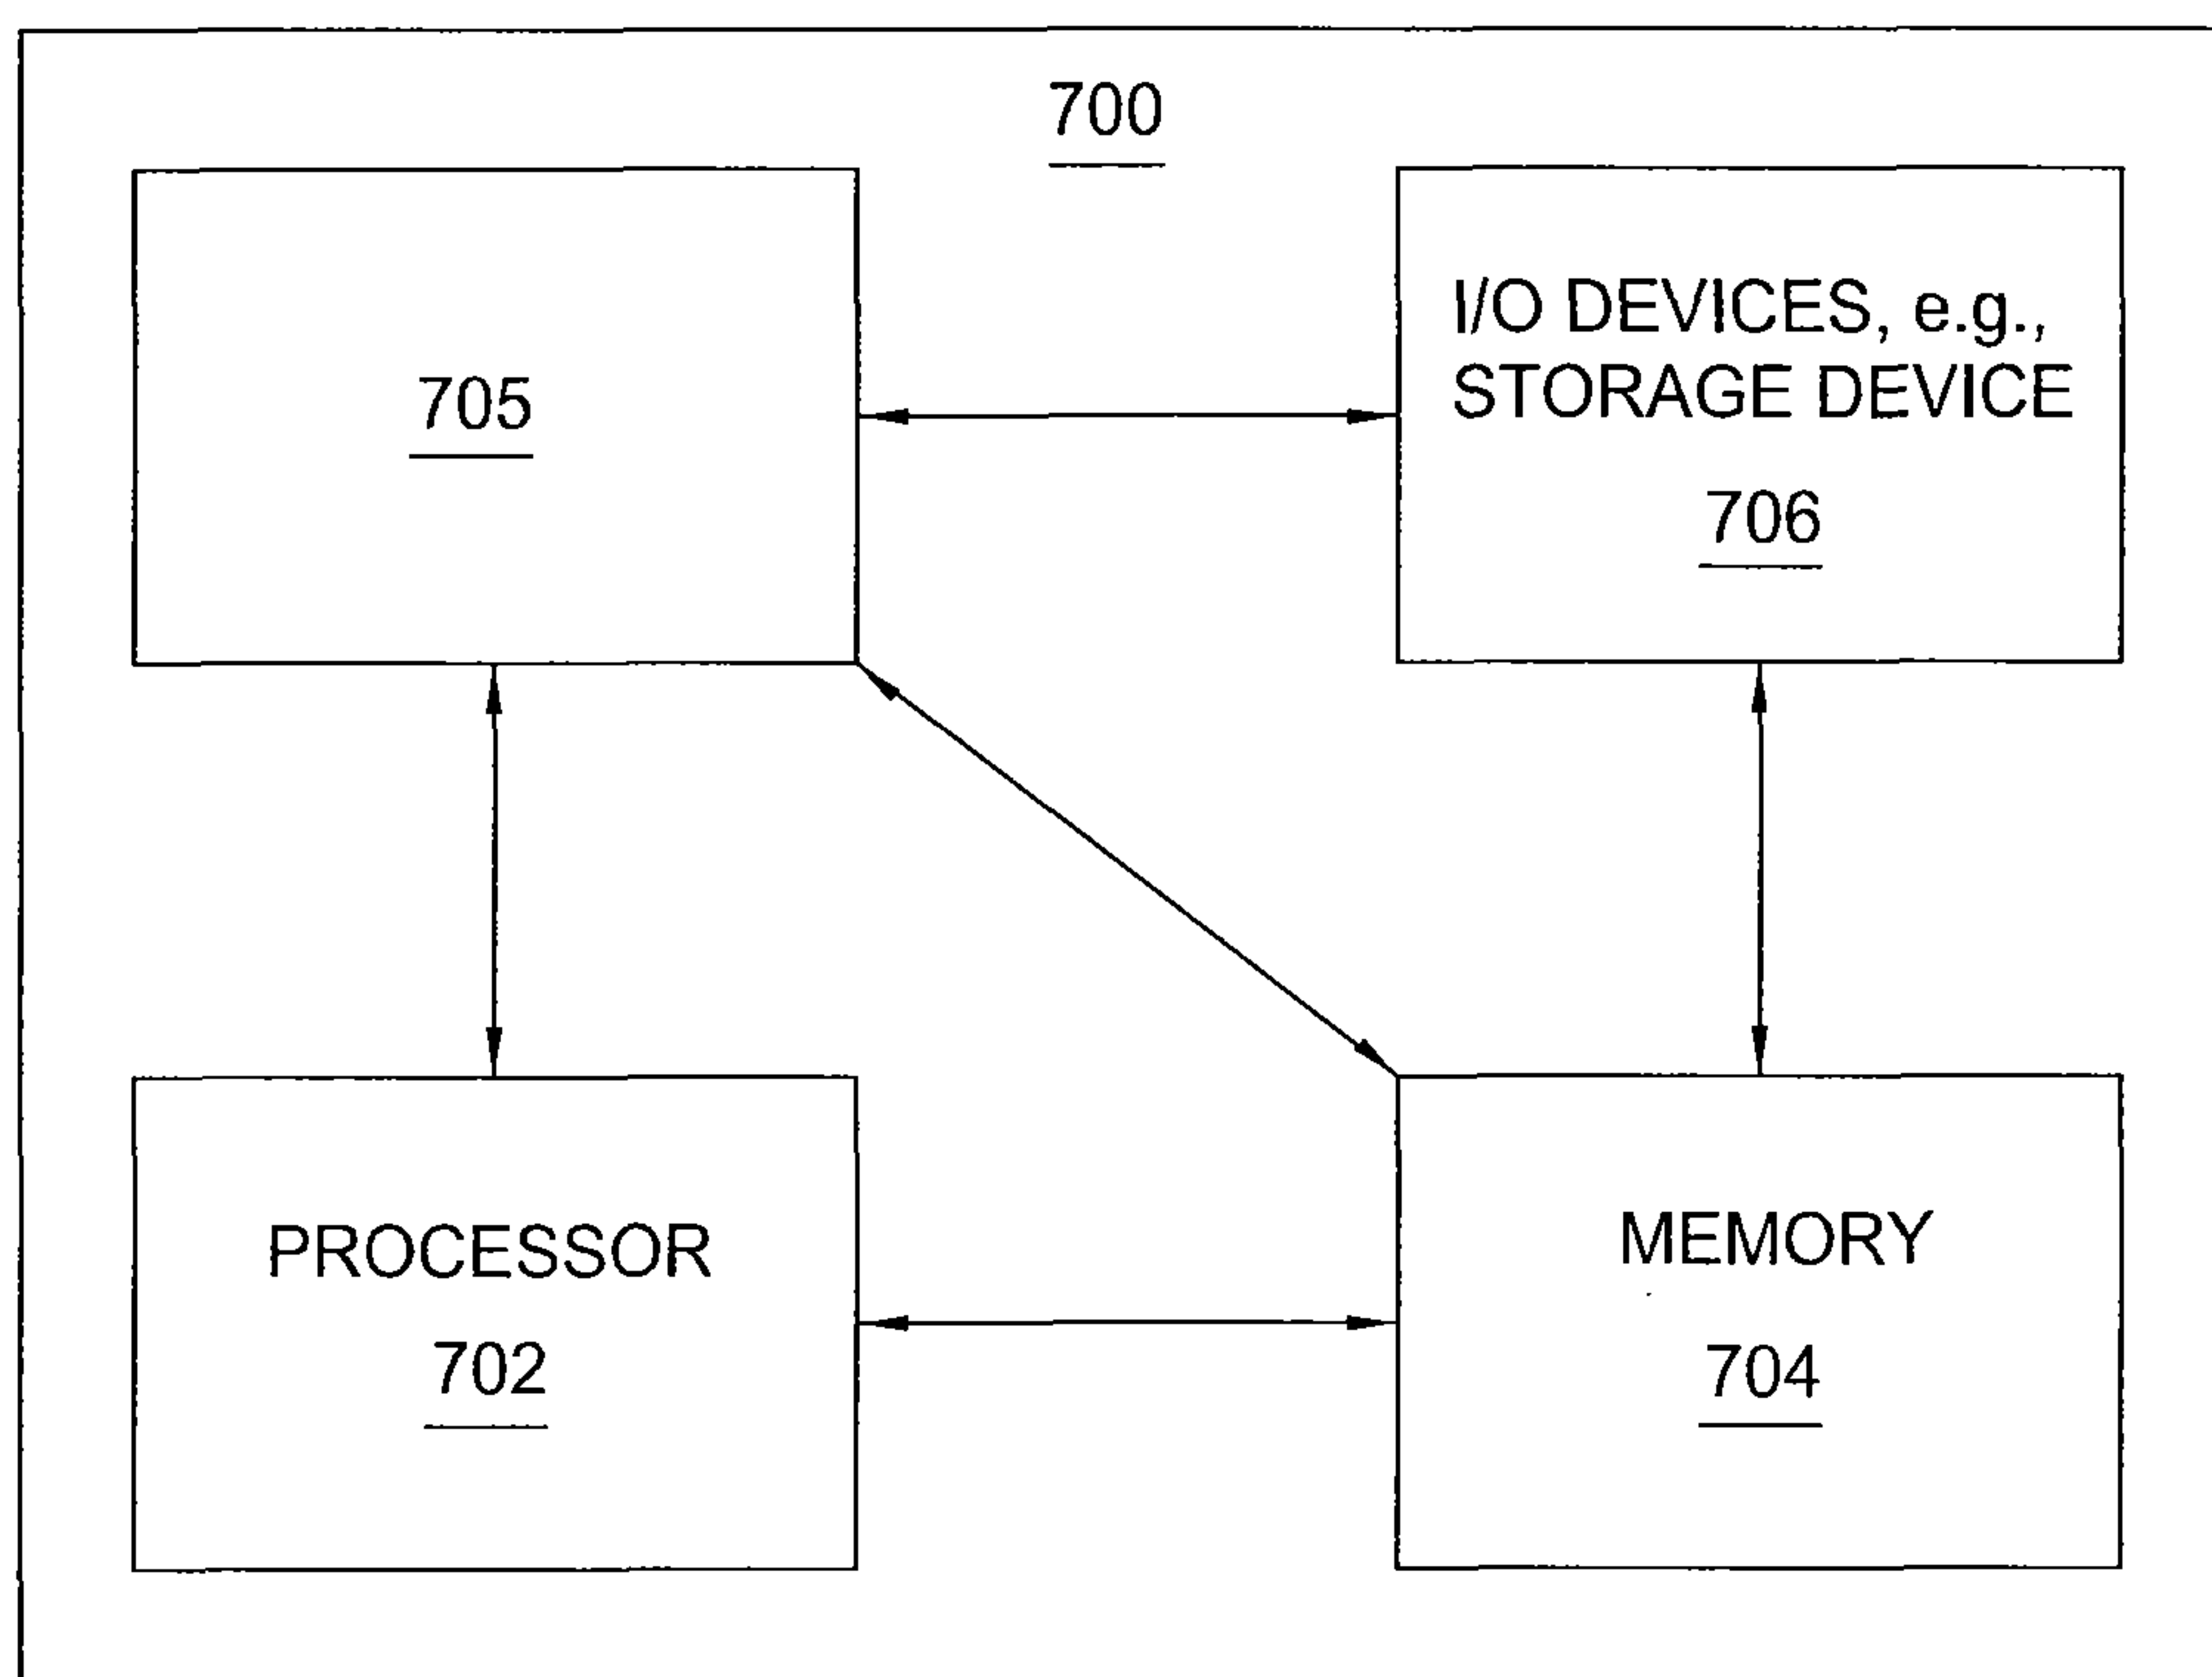 700
705
I/O DEVICES, e.g.,
STORAGE DEVICE
706
PROCESSOR
702
MEMORY
704